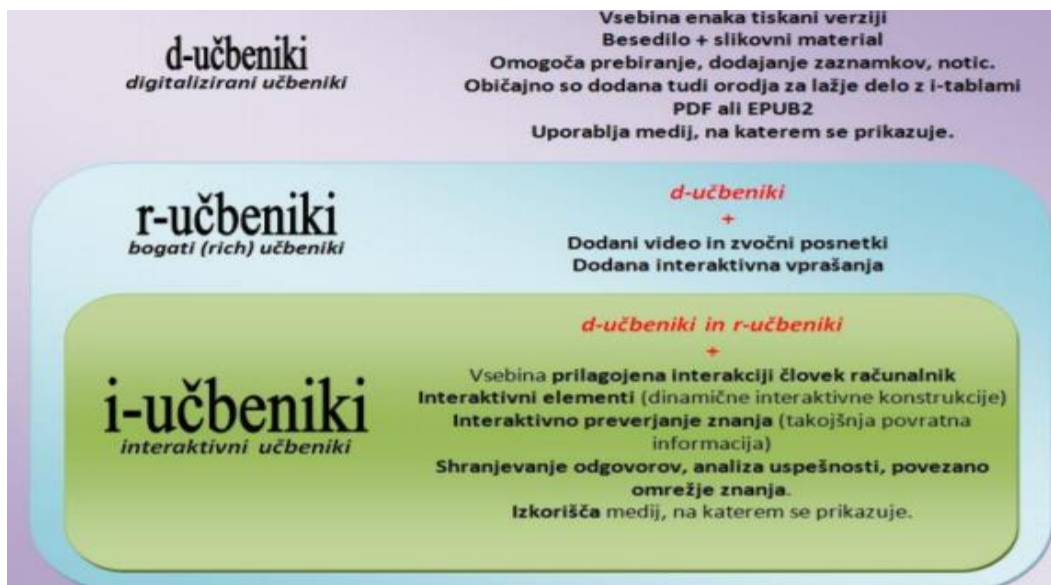 d-učbeniki
digitalizirani učbeniki
Vsebina enaka tiskani verziji
Besedilo + slikovni material
Omogoča prebiranje, dodajanje zaznamkov, notic.
Običajno so dodana tudi orodja za lažje delo z i-tablami
PDF ali EPUB2
Uporablja medij, na katerem se prikazuje.
r-učbeniki
bogati (rich) učbeniki
d-učbeniki
+
Dodani video in zvočni posnetki
Dodana interaktivna vprašanja
i-učbeniki
interaktivni učbeniki
d-učbeniki in r-učbeniki
+
Vsebina prilagojena interakciji človek računalnik
Interaktivni elementi (dinamične interaktivne konstrukcije)
Interaktivno preverjanje znanja (takojšnja povratna
informacija)
Shranjevanje odgovorov, analiza uspešnosti, povezano
omrežje znanja.
Izkorišča medij, na katerem se prikazuje.